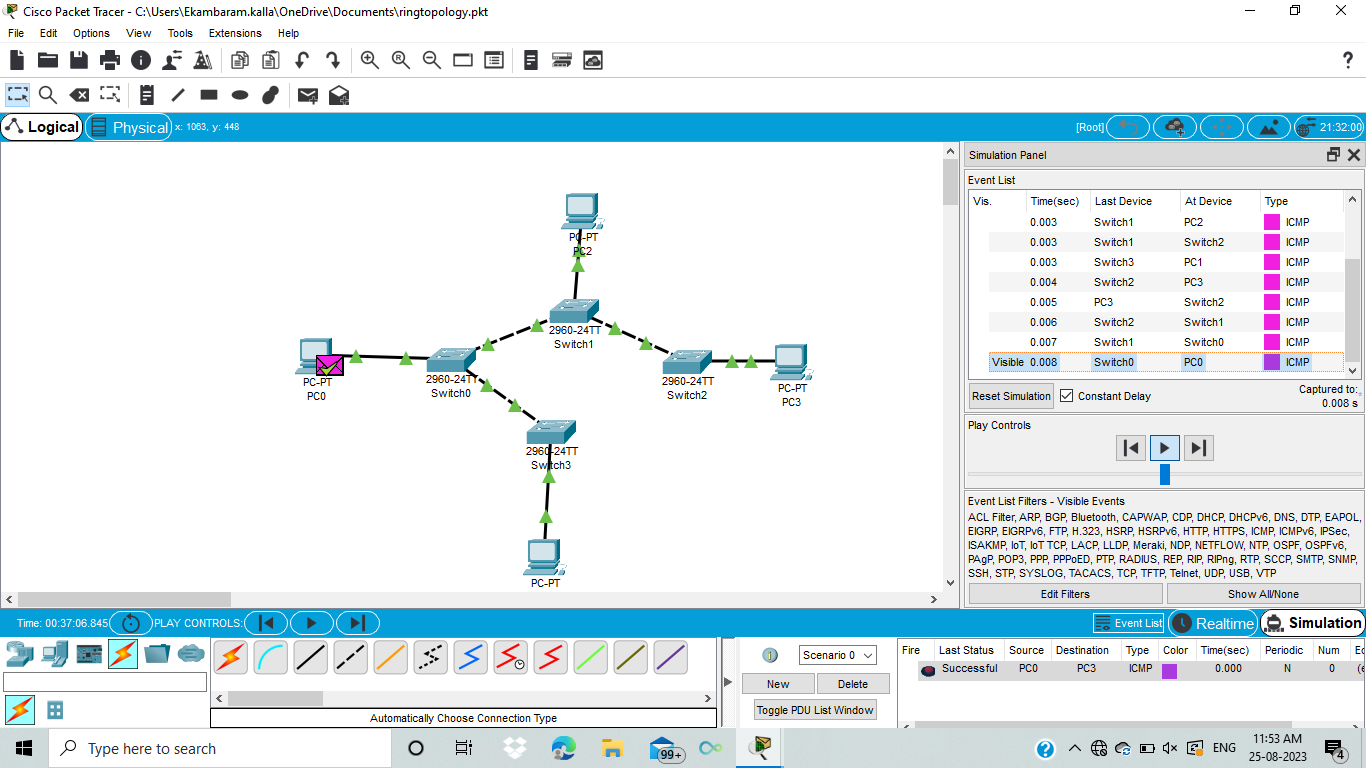 Cisco Packet Tracer - C:\Users\Ekambaram.kalla\OneDrive\Documents\ringtopology.pkt
File Edit Options View Tools Extensions Help
Logical Physical x: 1063, y: 448 [Root] 21:32:00
PC-PT
PC2
2960-24TT
Switch1
PC-PT
PC0
2960-24TT
Switch0
2960-24TT
Switch2
PC-PT
PC3
2960-24TT
Switch3
PC-PT
Simulation Panel
Event List
Vis. Time(sec) Last Device At Device Type
0.003 Switch1 PC2 ICMP
0.003 Switch1 Switch2 ICMP
0.003 Switch3 PC1 ICMP
0.004 Switch2 PC3 ICMP
0.005 PC3 Switch2 ICMP
0.006 Switch2 Switch1 ICMP
0.007 Switch1 Switch0 ICMP
Visible 0.008 Switch0 PC0 ICMP
Reset Simulation Constant Delay Captured to:
0.008 s
Play Controls
Event List Filters - Visible Events
ACL Filter, ARP, BGP, Bluetooth, CAPWAP, CDP, DHCP, DHCPv6, DNS, DTP, EAPOL,
EIGRP, EIGRPv6, FTP, H.323, HSRP, HSRPv6, HTTP, HTTPS, ICMP, ICMPv6, IPSec,
ISAKMP, IoT, IoT TCP, LACP, LLDP, Meraki, NDP, NETFLOW, NTP, OSPF, OSPFv6,
PAgP, POP3, PPP, PPPoED, PTP, RADIUS, REP, RIP, RIPng, RTP, SCCP, SMTP, SNMP,
SSH, STP, SYSLOG, TACACS, TCP, TFTP, Telnet, UDP, USB, VTP
Edit Filters Show All/None
Time: 00:37:06.845 PLAY CONTROLS: Event List Realtime Simulation
Automatically Choose Connection Type
Scenario 0
New Delete
Toggle PDU List Window
Fire Last Status Source Destination Type Color Time(sec) Periodic Num Ed
Successful PC0 PC3 ICMP 0.000 N 0 (e
Type here to search
99+
ENG
11:53 AM
25-08-2023
4